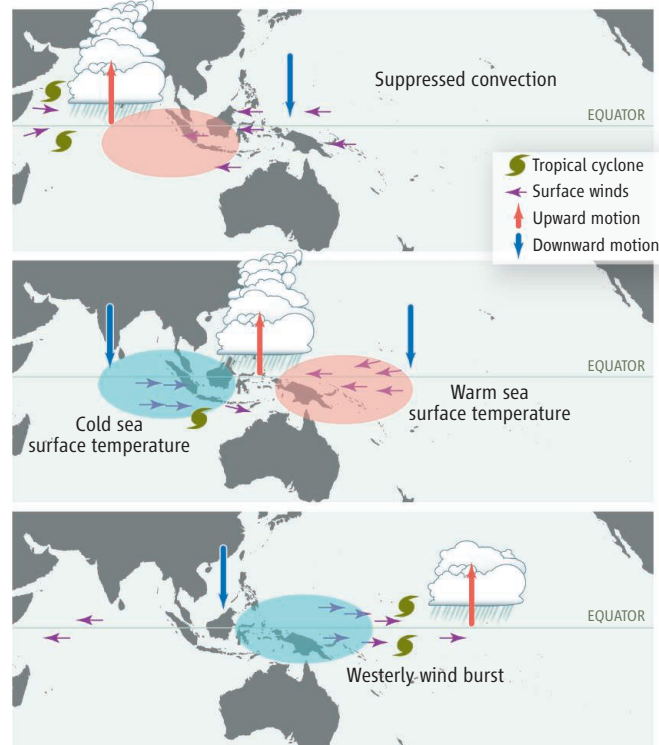 Suppressed convection
EQUATOR
Tropical cyclone
Surface winds
Upward motion
Downward motion
EQUATOR
Cold sea
surface temperature
Warm sea
surface temperature
EQUATOR
Westerly wind burst